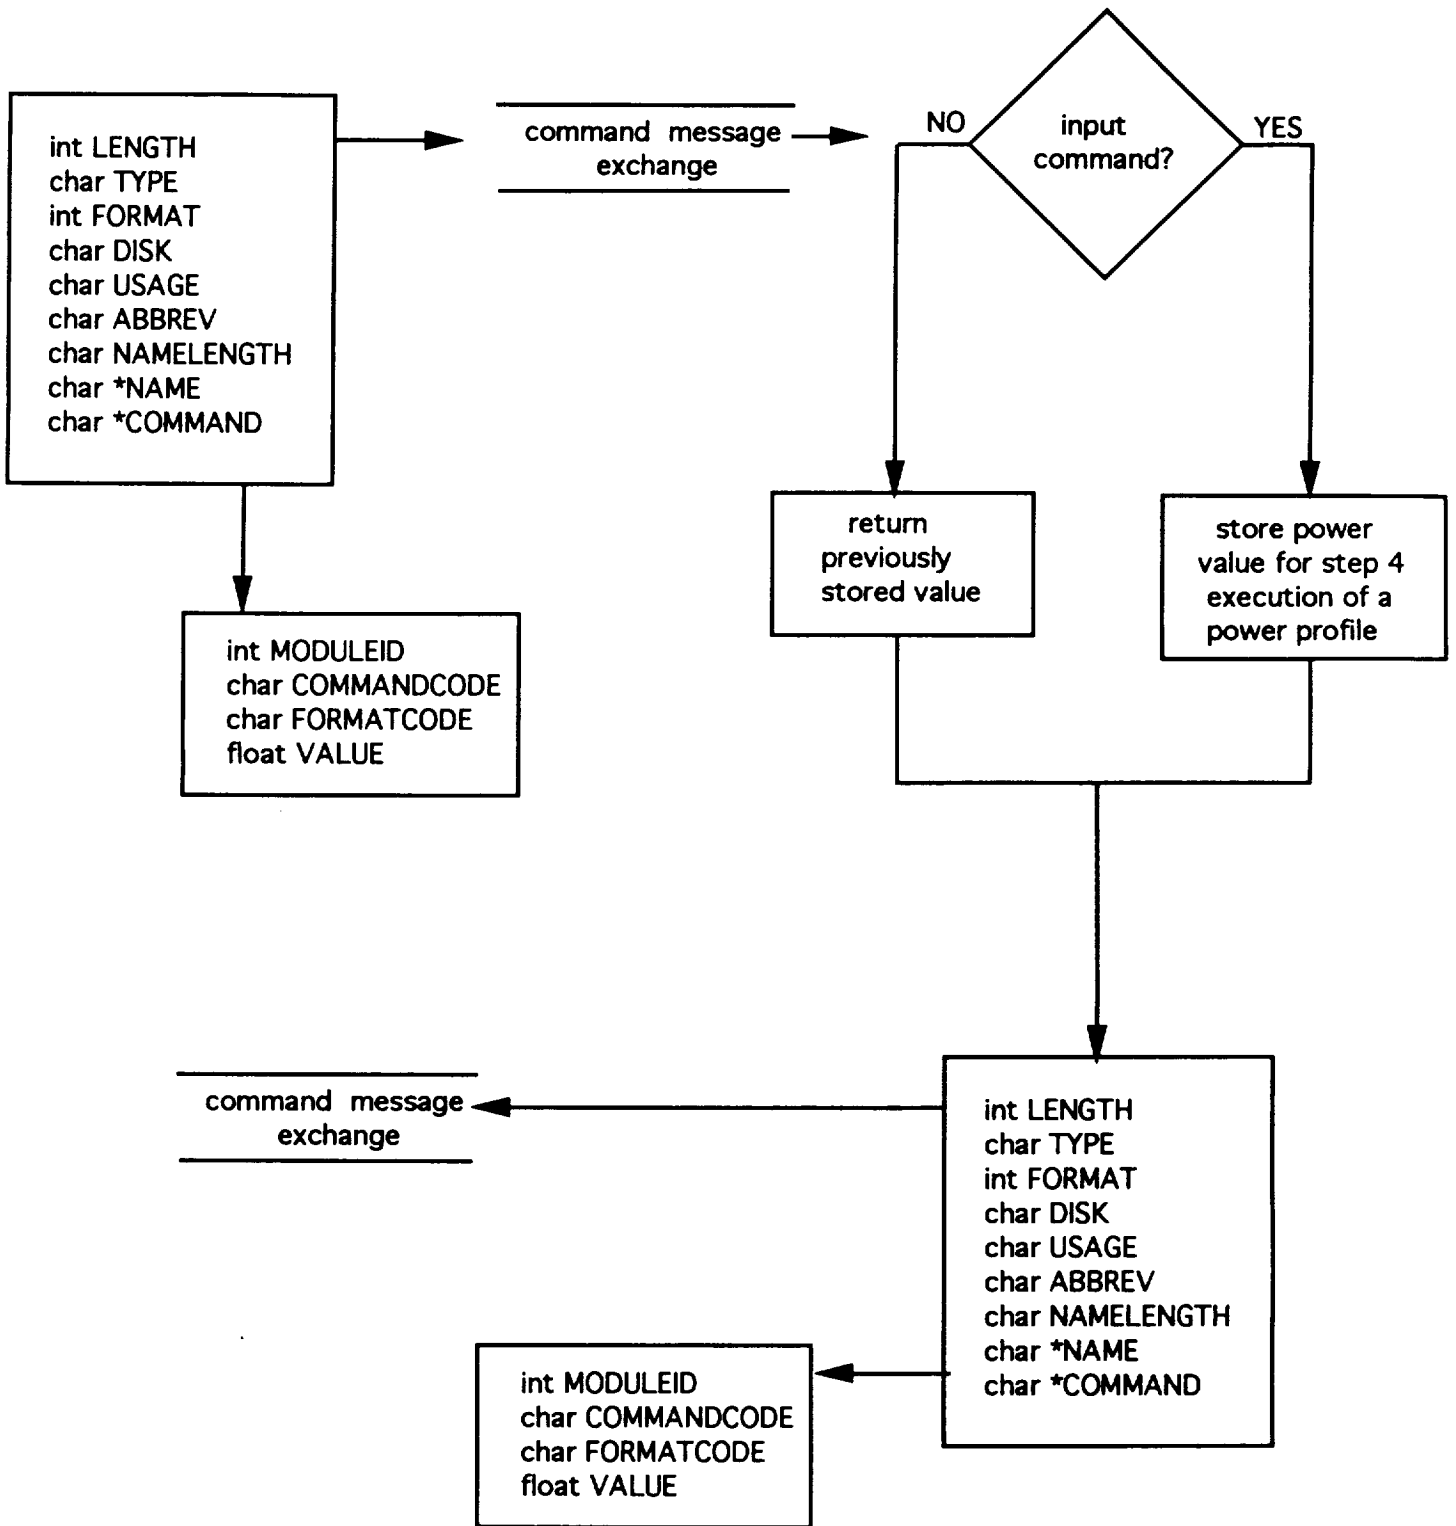 int LENGTH
char TYPE
int FORMAT
char DISK
char USAGE
char ABBREV
char NAMELENGTH
char *NAME
char *COMMAND
command message
exchange
NO
input
command?
YES
return
previously
stored value
store power
value for step 4
execution of a
power profile
int MODULEID
char COMMANDCODE
char FORMATCODE
float VALUE
command message
exchange
int LENGTH
char TYPE
int FORMAT
char DISK
char USAGE
char ABBREV
char NAMELENGTH
char *NAME
char *COMMAND
int MODULEID
char COMMANDCODE
char FORMATCODE
float VALUE